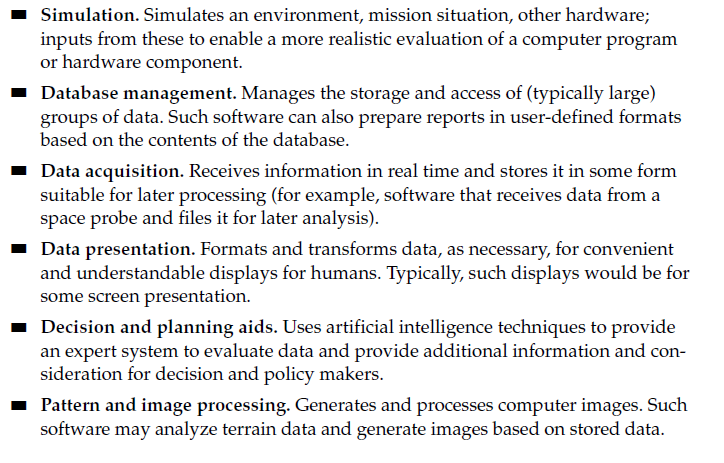 ■ Simulation. Simulates an environment, mission situation, other hardware;
inputs from these to enable a more realistic evaluation of a computer program
or hardware component.
■ Database management. Manages the storage and access of (typically large)
groups of data. Such software can also prepare reports in user-defined formats
based on the contents of the database.
■ Data acquisition. Receives information in real time and stores it in some form
suitable for later processing (for example, software that receives data from a
space probe and files it for later analysis).
■ Data presentation. Formats and transforms data, as necessary, for convenient
and understandable displays for humans. Typically, such displays would be for
some screen presentation.
■ Decision and planning aids. Uses artificial intelligence techniques to provide
an expert system to evaluate data and provide additional information and con-
sideration for decision and policy makers.
■ Pattern and image processing. Generates and processes computer images. Such
software may analyze terrain data and generate images based on stored data.